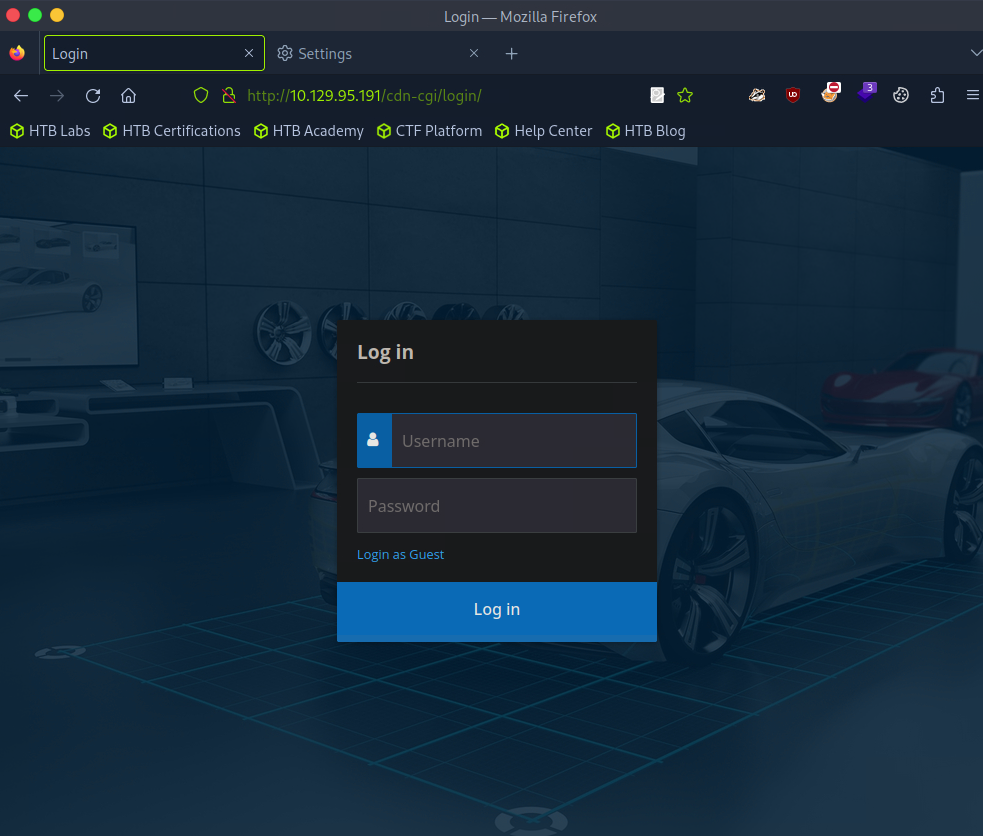 Login — Mozilla Firefox
Login
Settings
http://10.129.95.191/cdn-cgi/login/
3
HTB Labs
HTB Certifications
HTB Academy
CTF Platform
Help Center
HTB Blog
Log in
Username
Password
Login as Guest
Log in